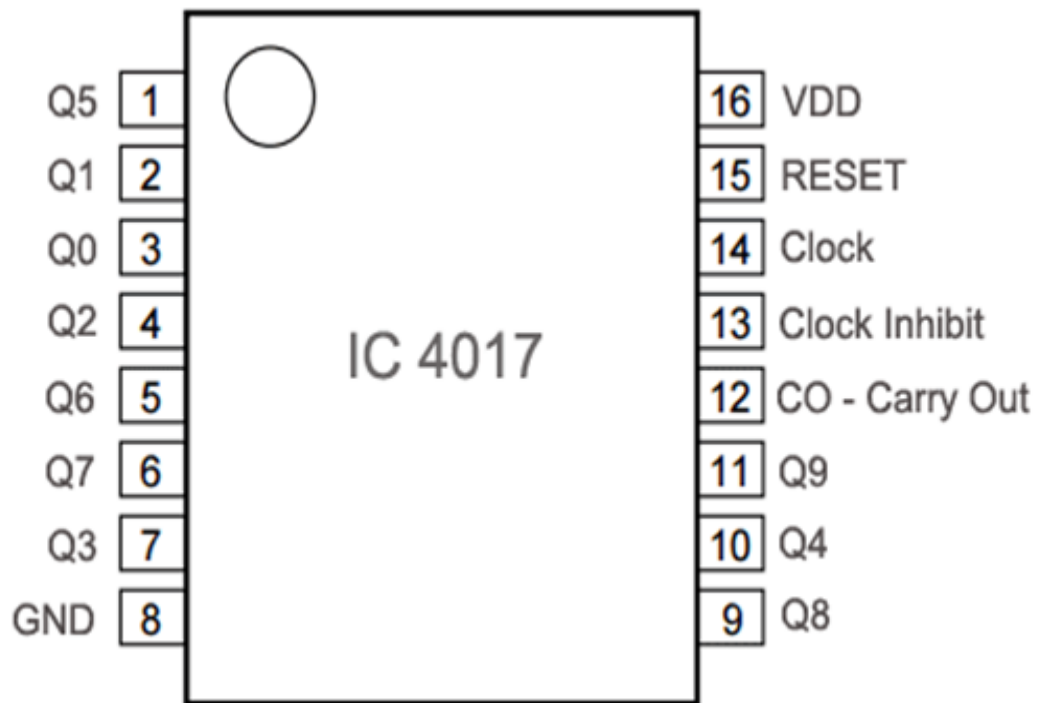 Q5 1 16 VDD
Q1 2 15 RESET
Q0 3 14 Clock
Q2 4 IC 4017 13 Clock Inhibit
Q6 5 12 CO - Carry Out
Q7 6 11 Q9
Q3 7 10 Q4
GND 8 9 Q8